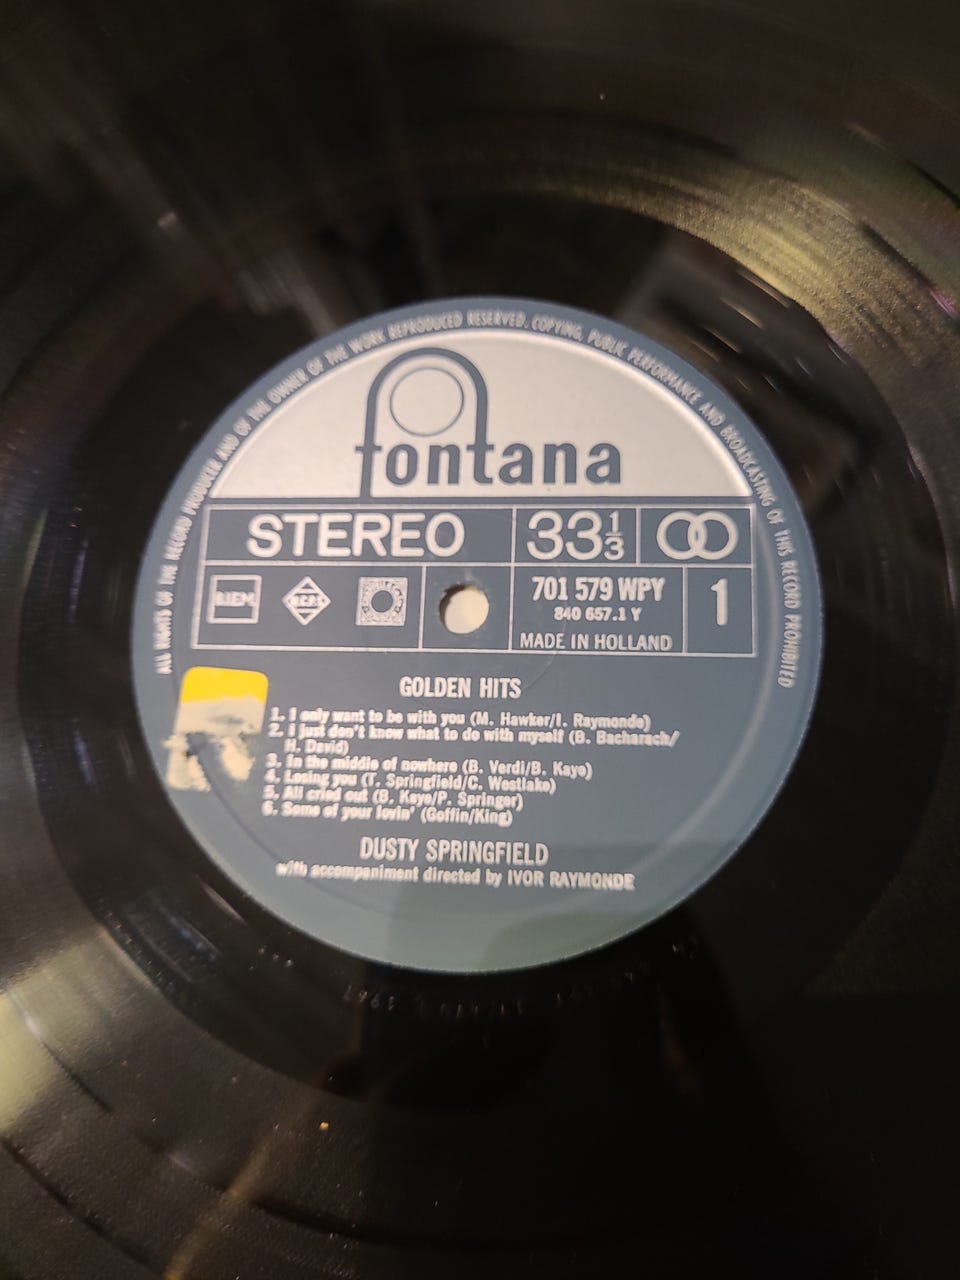 ALL RIGHTS OF THE RECORD PRODUCER AND OF THE OWNER OF THE WORK REPRODUCED RESERVED. COPYING, PUBLIC PERFORMANCE AND BROADCASTING OF THIS RECORD PROHIBITED
fontana
STEREO 33 1/3
BIEM 701 579 WPY 1
840 657.1 Y
MADE IN HOLLAND
GOLDEN HITS
1. I only want to be with you (M. Hawker/I. Raymonde)
2. I just don't know what to do with myself (B. Bacharach/
H. David)
3. In the middle of nowhere (B. Verdi/B. Kaye)
4. Losing you (T. Springfield/C. Westlake)
5. All cried out (B. Kaye/P. Springer)
6. Some of your lovin' (Goffin/King)
DUSTY SPRINGFIELD
with accompaniment directed by IVOR RAYMONDE